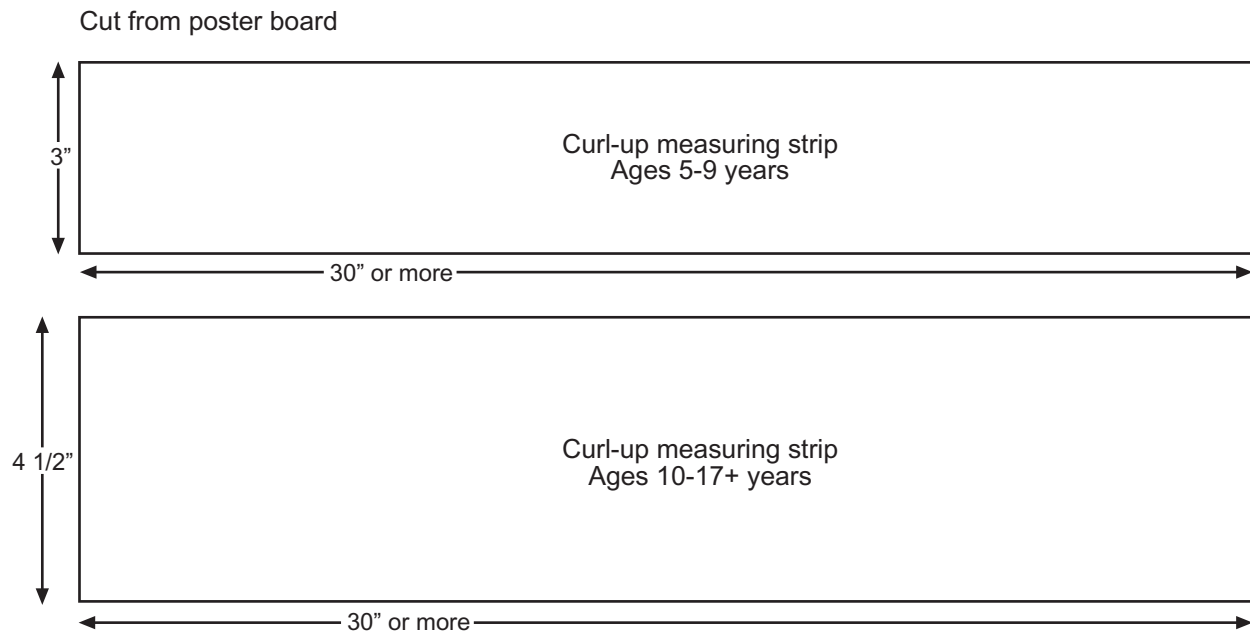 Cut from poster board
3”
Curl-up measuring strip
Ages 5-9 years
30” or more
4 1/2”
Curl-up measuring strip
Ages 10-17+ years
30” or more